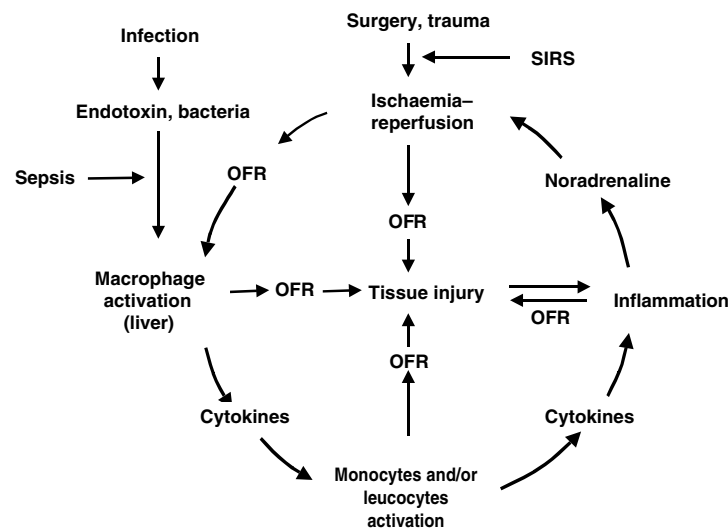 Surgery, trauma
Infection
SIRS
Endotoxin, bacteria
Ischaemia–
reperfusion
Sepsis
OFR
Noradrenaline
OFR
Macrophage
activation
(liver)
OFR
Tissue injury
Inflammation
OFR
OFR
Cytokines
Cytokines
Monocytes and/or
leucocytes
activation